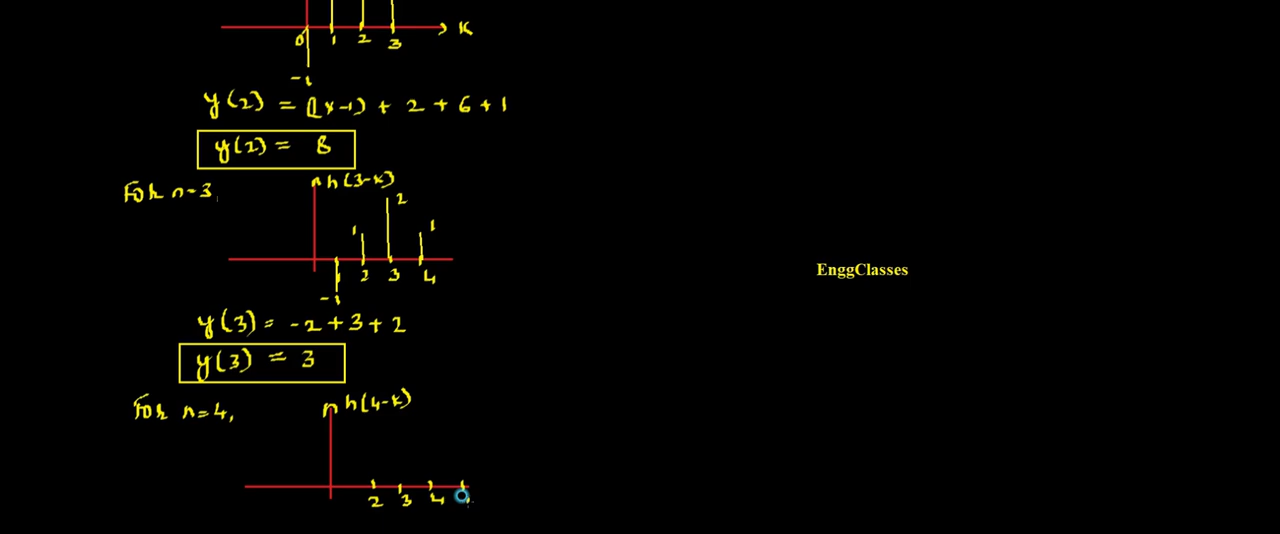 0 1 2 3 K
-1
y(2) = (1x-1) + 2 + 6 + 1
y(2) = 8
For n=3,
h(3-k)
1 2 1
2 3 4
-1
y(3) = -2 + 3 + 2
y(3) = 3
For n=4,
h(4-k)
2 3 4
EnggClasses